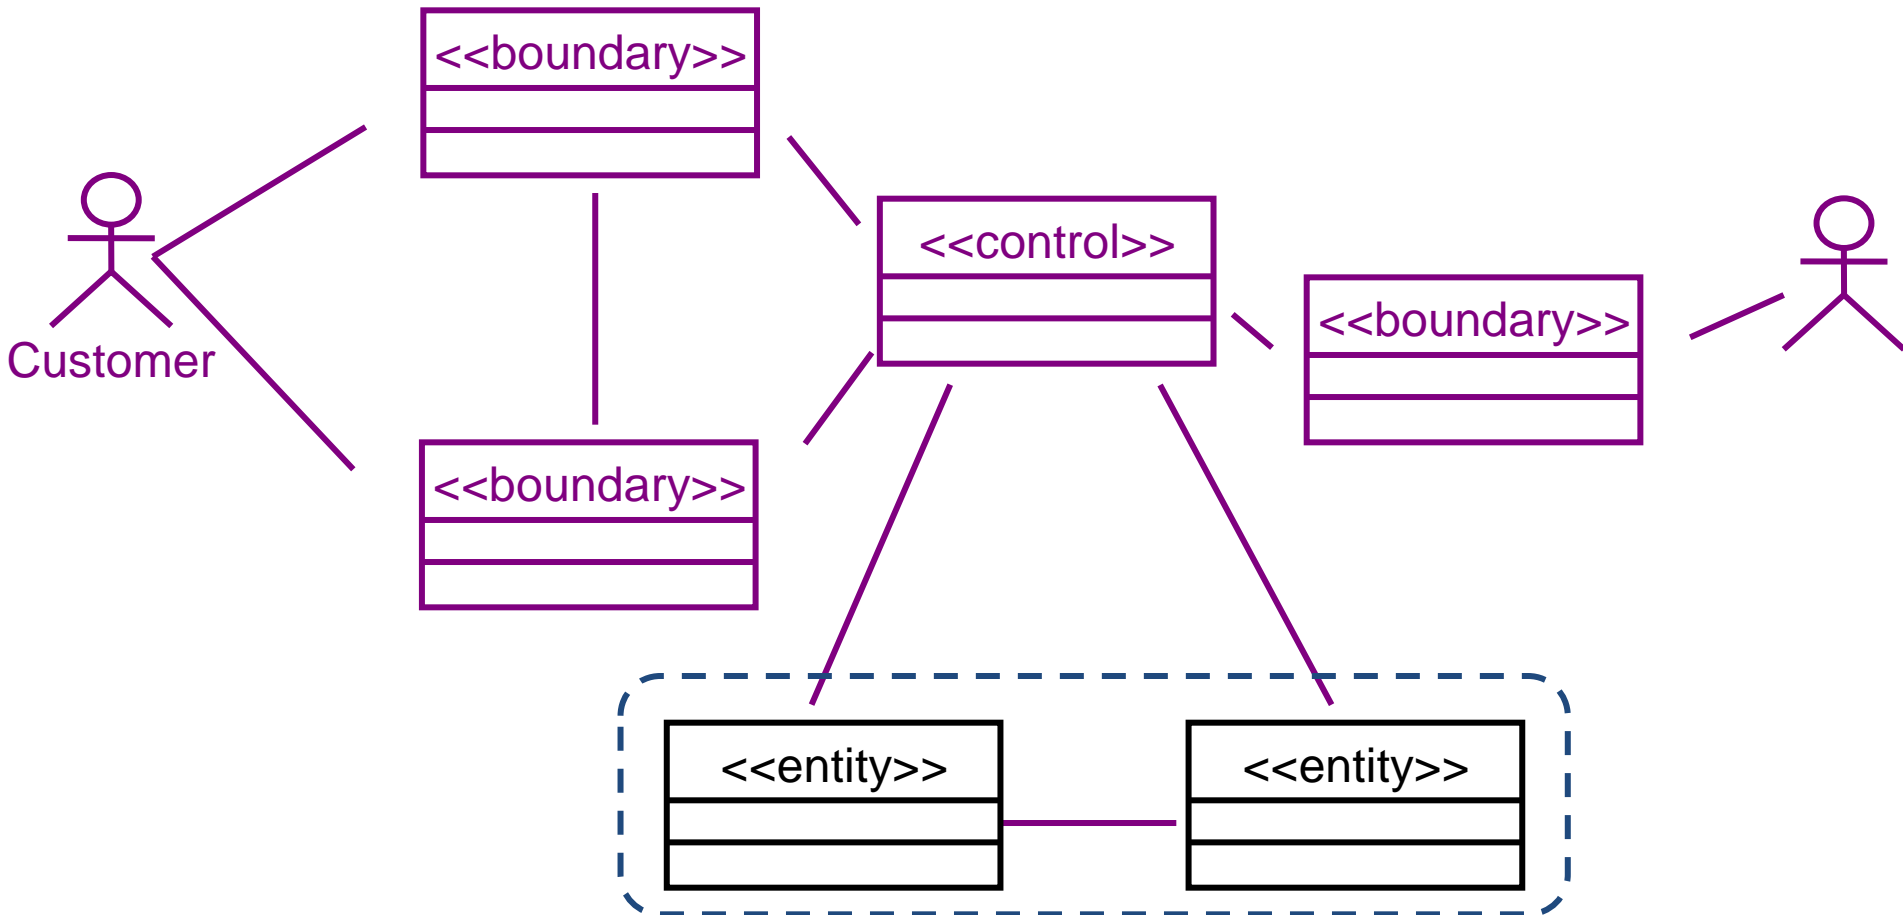 <<boundary>>
<<control>>
<<boundary>>
Customer
<<boundary>>
<<entity>>
<<entity>>